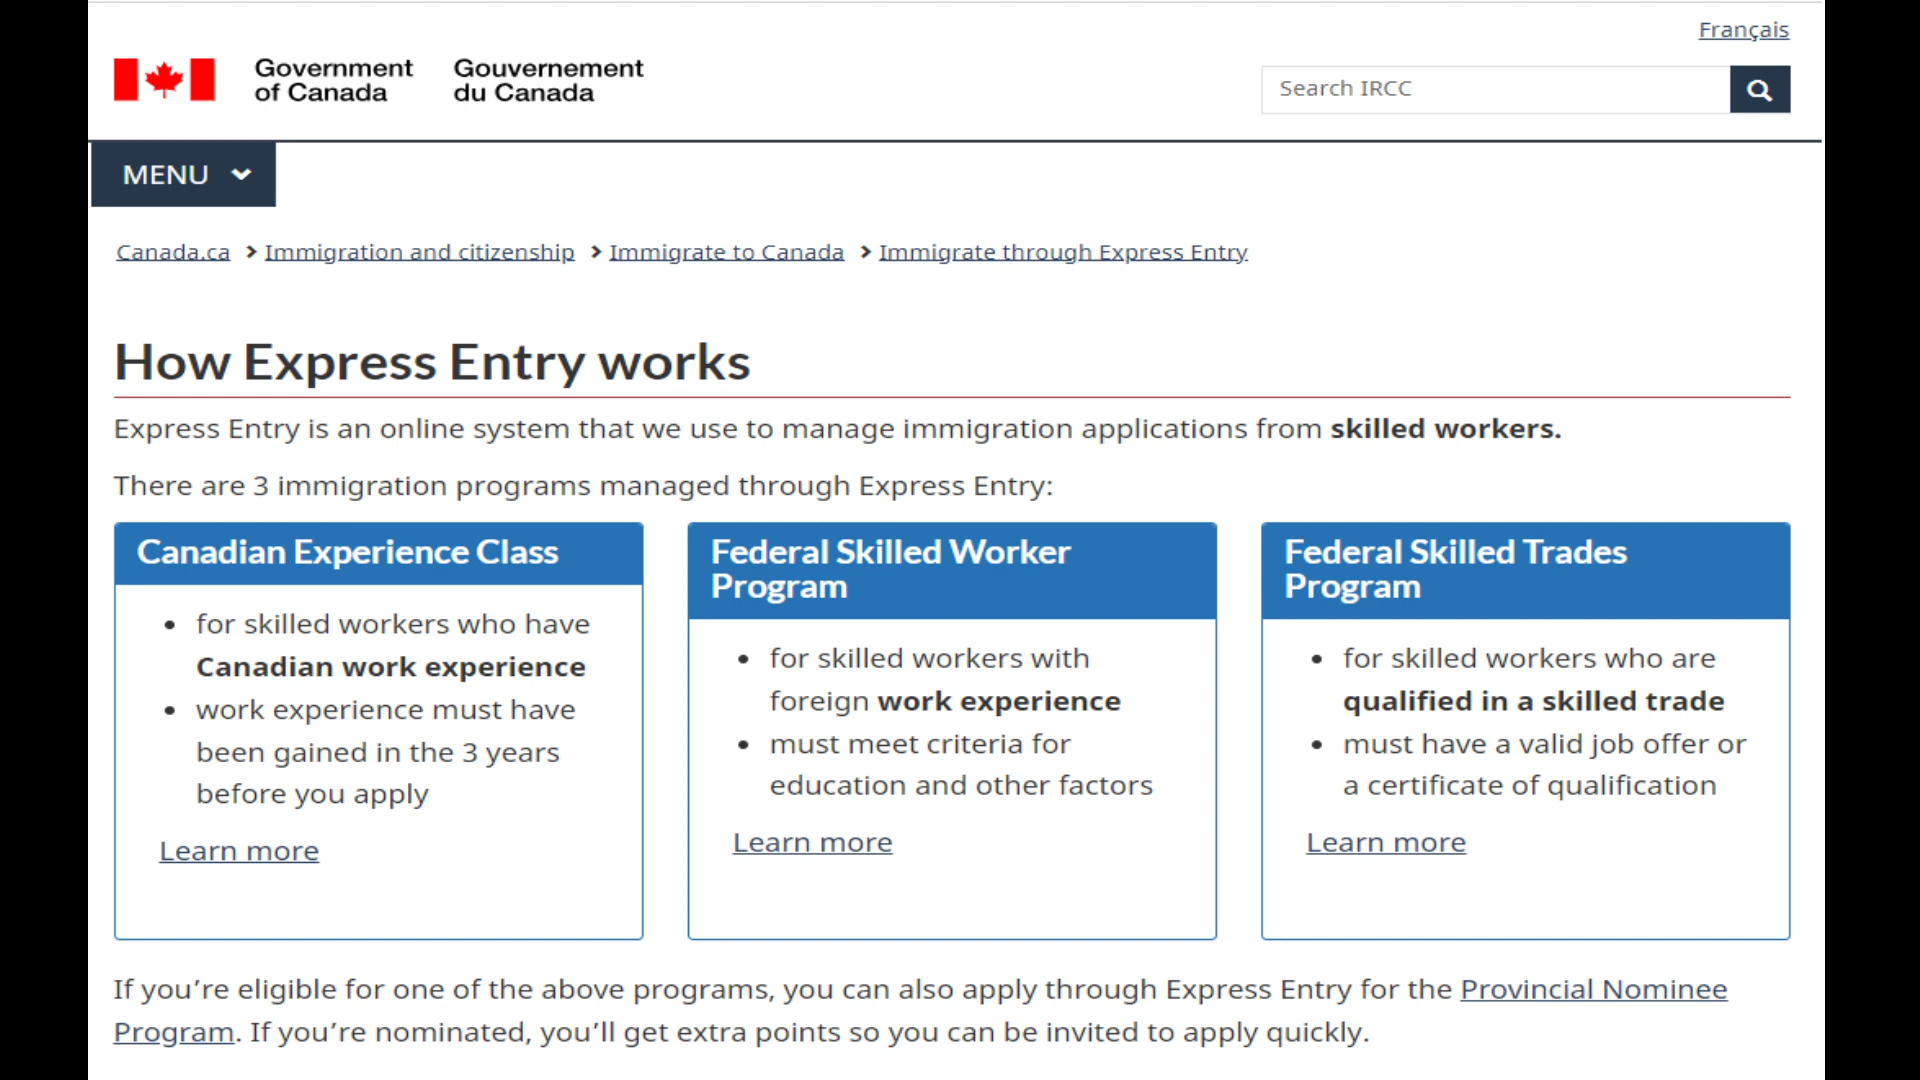 Français
Government of Canada
Gouvernement du Canada
Search IRCC
MENU
Canada.ca > Immigration and citizenship > Immigrate to Canada > Immigrate through Express Entry
How Express Entry works
Express Entry is an online system that we use to manage immigration applications from skilled workers.
There are 3 immigration programs managed through Express Entry:
Canadian Experience Class
• for skilled workers who have
Canadian work experience
• work experience must have
been gained in the 3 years
before you apply
Learn more
Federal Skilled Worker
Program
• for skilled workers with
foreign work experience
• must meet criteria for
education and other factors
Learn more
Federal Skilled Trades
Program
• for skilled workers who are
qualified in a skilled trade
• must have a valid job offer or
a certificate of qualification
Learn more
If you’re eligible for one of the above programs, you can also apply through Express Entry for the Provincial Nominee
Program. If you’re nominated, you’ll get extra points so you can be invited to apply quickly.